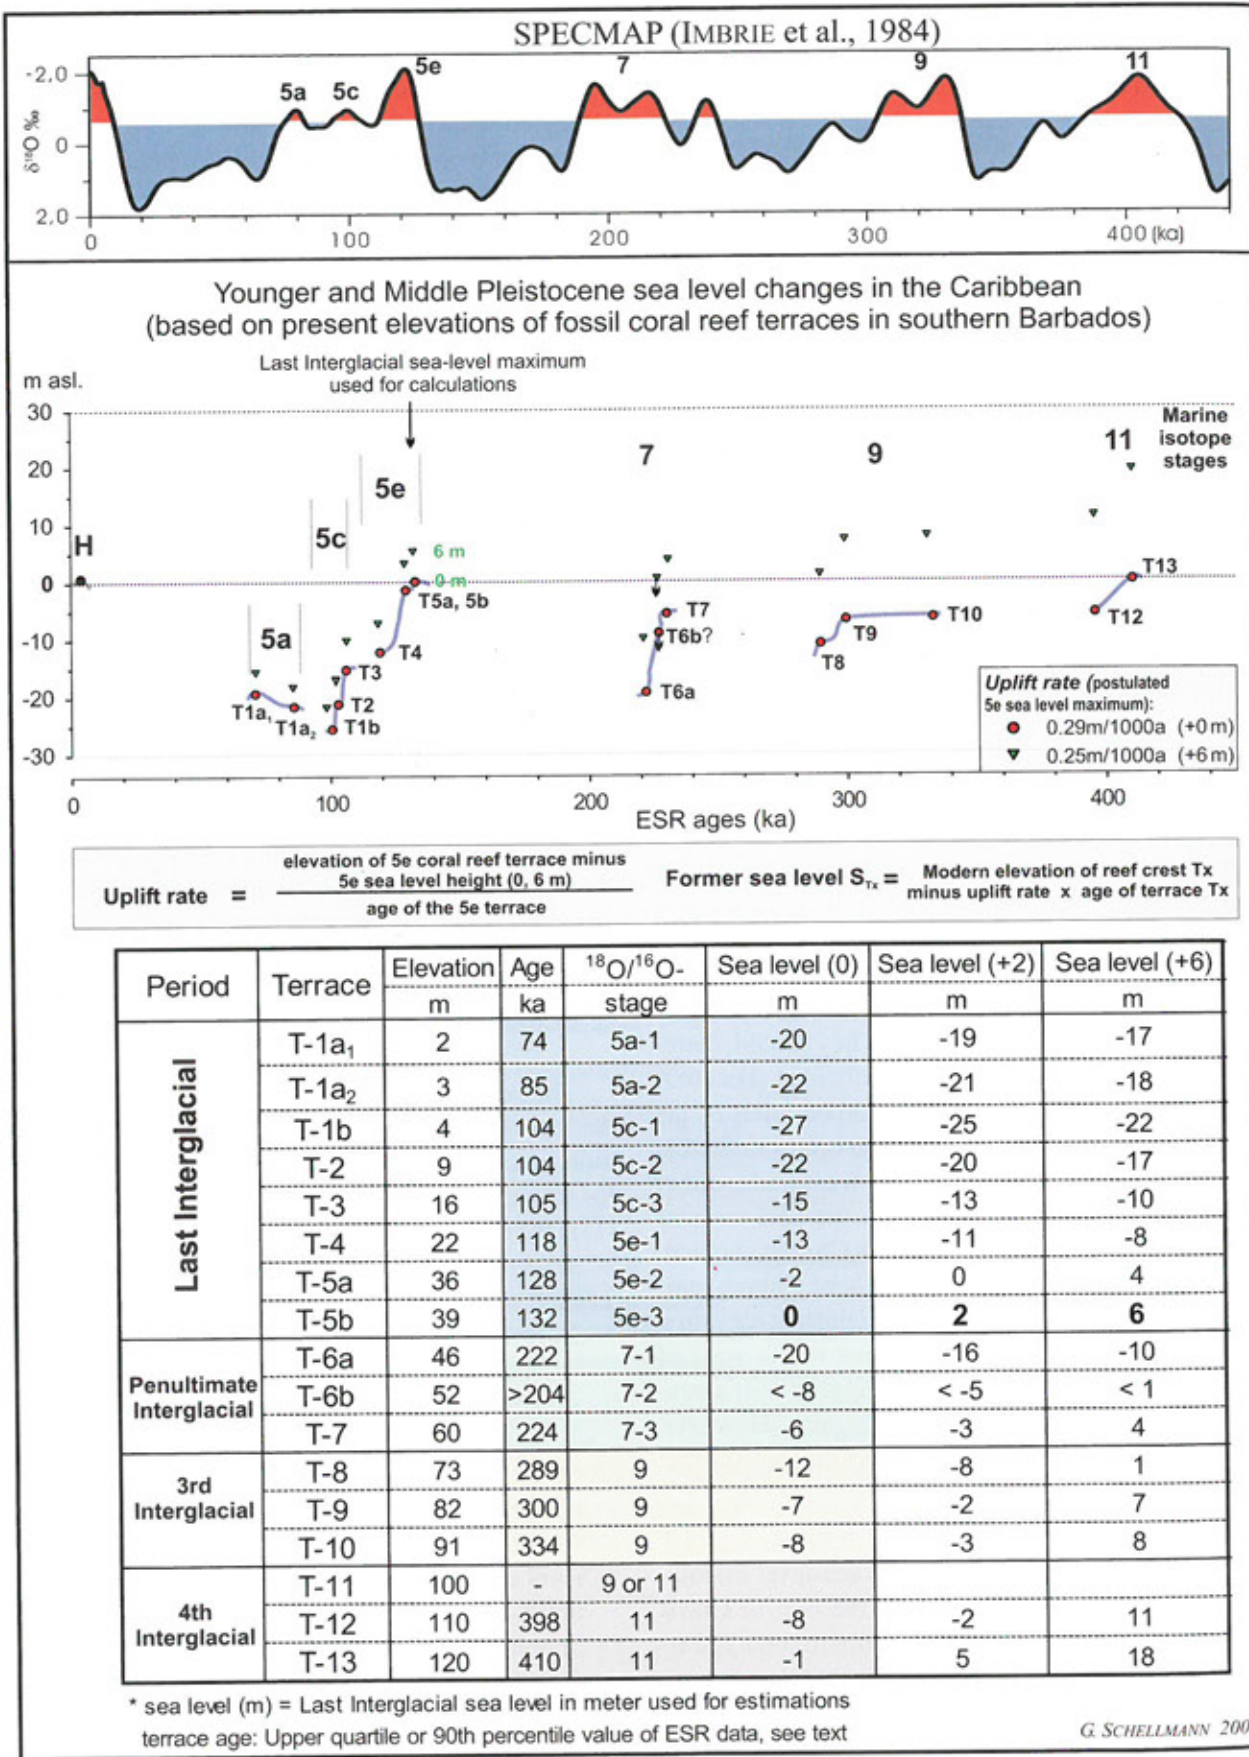 SPECMAP (IMBRIE et al., 1984)
5a
5c
5e
7
9
11
δ¹⁸O ‰
-2.0
0
2.0
0
100
200
300
400 (ka)
Younger and Middle Pleistocene sea level changes in the Caribbean
(based on present elevations of fossil coral reef terraces in southern Barbados)
Last Interglacial sea-level maximum
used for calculations
m asl.
30
20
10
0
-10
-20
-30
Marine
isotope
stages
H
5a
5c
5e
7
9
11
6 m
0 m
T1a₁
T1a₂
T1b
T2
T3
T4
T5a, 5b
T6a
T6b?
T7
T8
T9
T10
T12
T13
Uplift rate (postulated
5e sea level maximum):
0.29m/1000a (+0 m)
0.25m/1000a (+6 m)
0
100
200
300
400
ESR ages (ka)
Uplift rate =
elevation of 5e coral reef terrace minus
5e sea level height (0, 6 m)
age of the 5e terrace
Former sea level S_Tx =
Modern elevation of reef crest Tx
minus uplift rate x age of terrace Tx
Period Terrace Elevation Age ¹⁸O/¹⁶O- Sea level (0) Sea level (+2) Sea level (+6)
m ka stage m m m
Last Interglacial
T-1a₁ 2 74 5a-1 -20 -19 -17
T-1a₂ 3 85 5a-2 -22 -21 -18
T-1b 4 104 5c-1 -27 -25 -22
T-2 9 104 5c-2 -22 -20 -17
T-3 16 105 5c-3 -15 -13 -10
T-4 22 118 5e-1 -13 -11 -8
T-5a 36 128 5e-2 -2 0 4
T-5b 39 132 5e-3 0 2 6
Penultimate
Interglacial
T-6a 46 222 7-1 -20 -16 -10
T-6b 52 >204 7-2 < -8 < -5 < 1
T-7 60 224 7-3 -6 -3 4
3rd
Interglacial
T-8 73 289 9 -12 -8 1
T-9 82 300 9 -7 -2 7
T-10 91 334 9 -8 -3 8
4th
Interglacial
T-11 100 - 9 or 11
T-12 110 398 11 -8 -2 11
T-13 120 410 11 -1 5 18
* sea level (m) = Last Interglacial sea level in meter used for estimations
terrace age: Upper quartile or 90th percentile value of ESR data, see text
G. SCHELLMANN 200